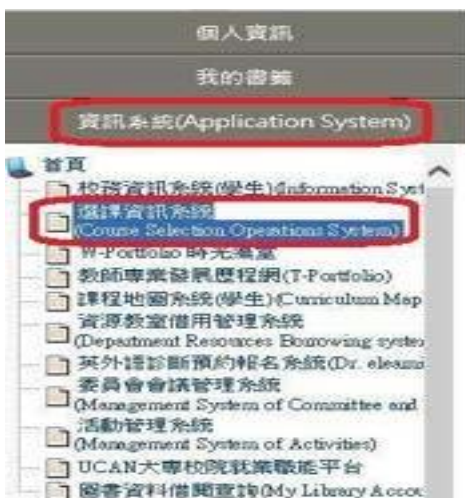 個人資訊
我的書籤
資訊系統(Application System)
首頁
校務資訊系統(學生)(Information Syst
選課資訊系統
(Course Selection Operations System)
W-Portfolio 時光藻堂
教師專業發展歷程網(T-Portfolio)
課程地圖系統(學生)(Curriculum Map
資源教室借用管理系統
(Department Resources Borrowing system
英外語診斷預約報名系統(Dr. elearni
委員會會議管理系統
(Management System of Committee and
活動管理系統
(Management System of Activities)
UCAN大專校院就業職能平台
圖書資料借閱查詢(My Library Accou